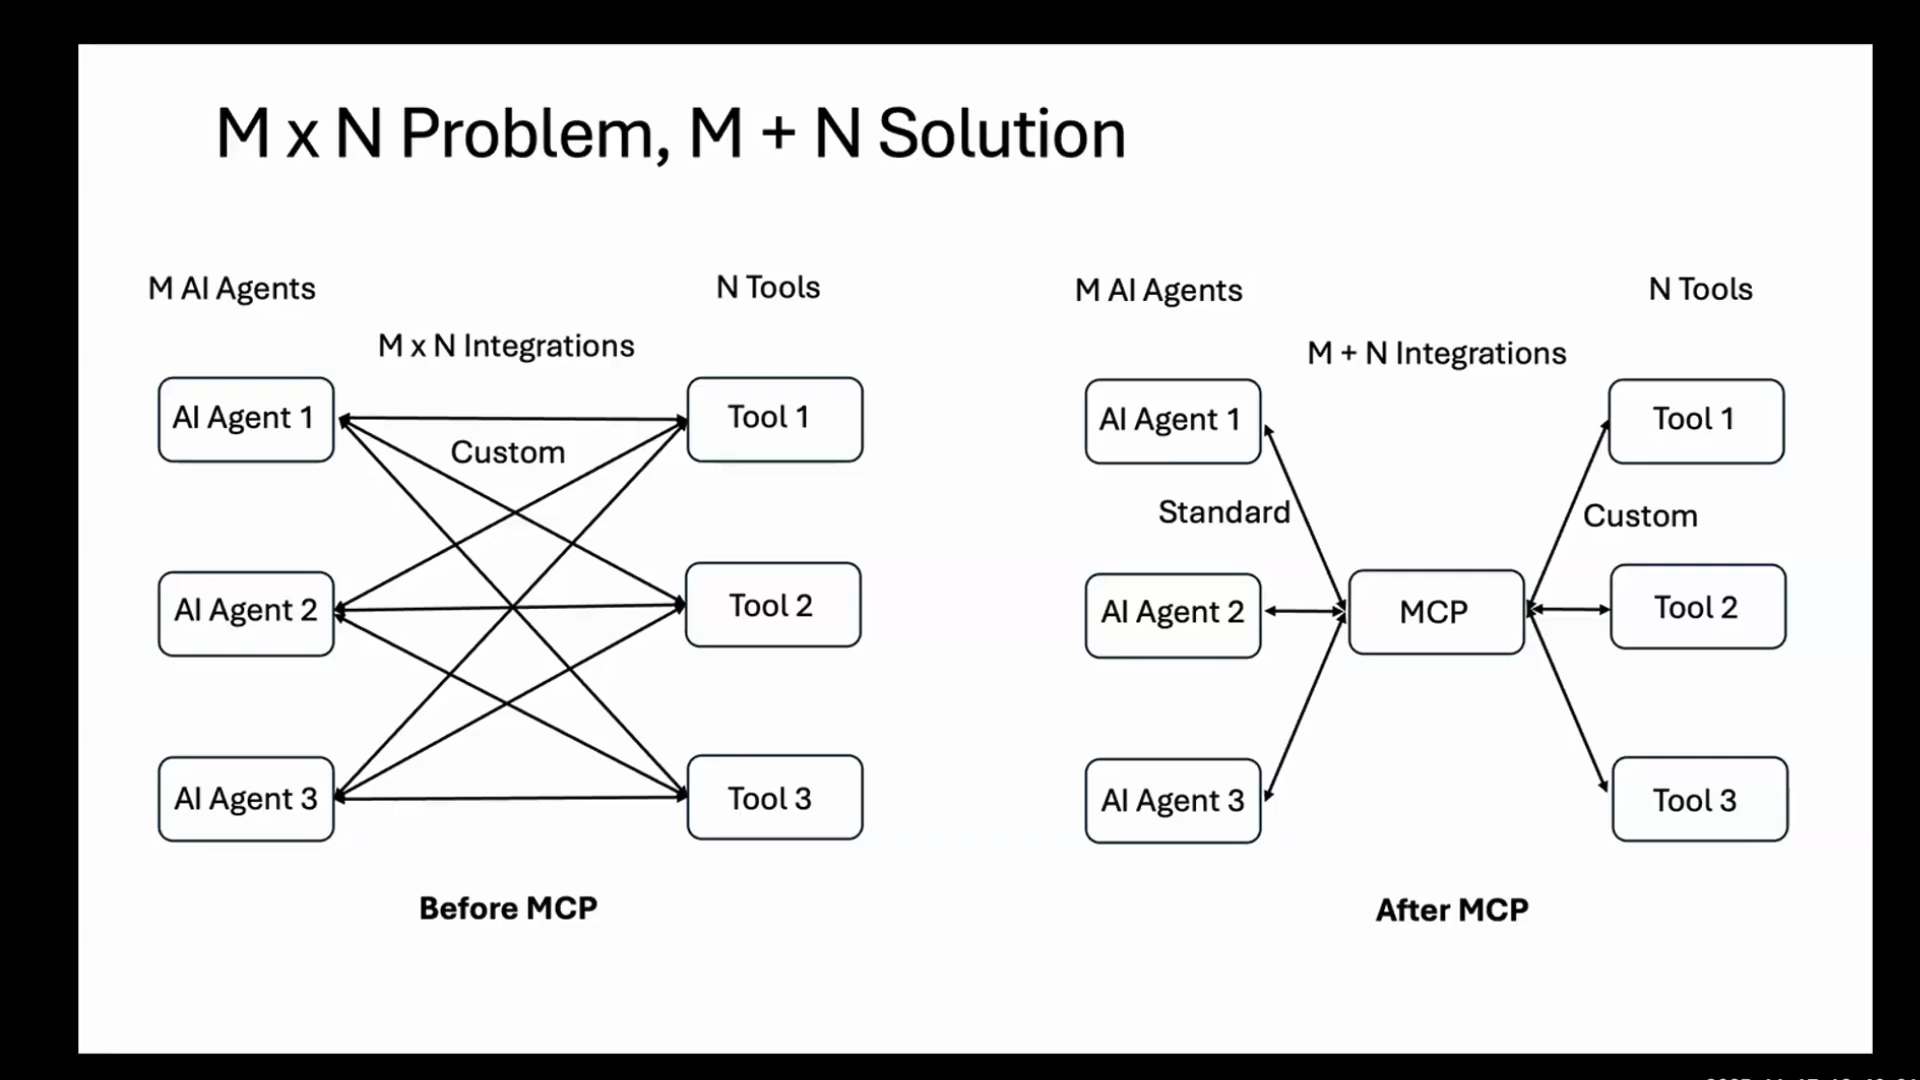 M x N Problem, M + N Solution
M AI Agents
N Tools
M x N Integrations
AI Agent 1
Tool 1
Custom
AI Agent 2
Tool 2
AI Agent 3
Tool 3
Before MCP
M AI Agents
N Tools
M + N Integrations
AI Agent 1
Tool 1
Standard
Custom
AI Agent 2
MCP
Tool 2
AI Agent 3
Tool 3
After MCP